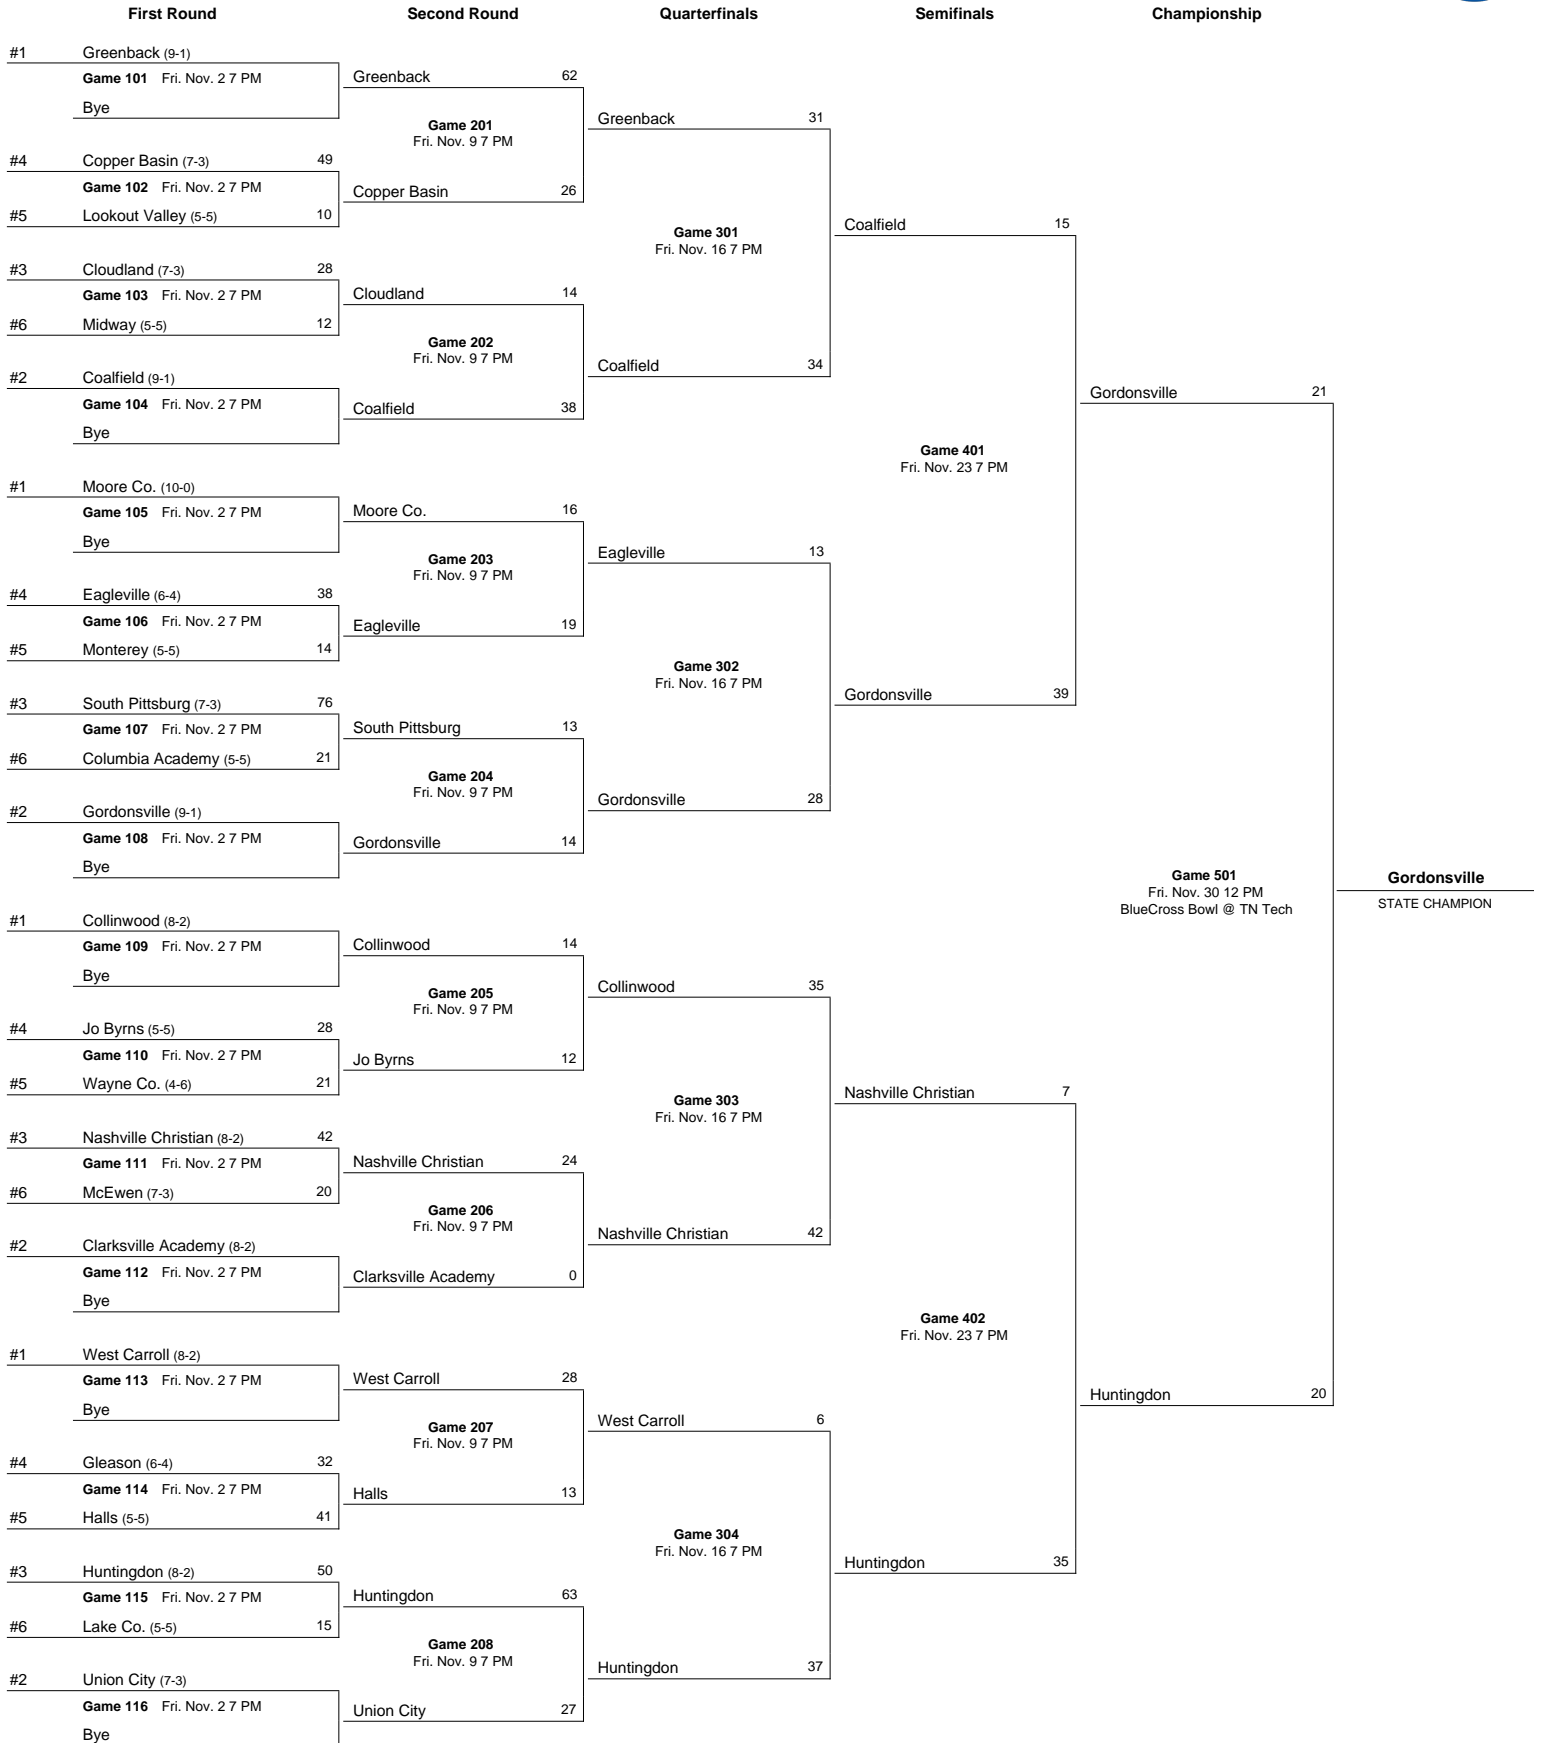 First Round Second Round Quarterfinals Semifinals Championship
#1 Greenback (9-1)
Game 101 Fri. Nov. 2 7 PM
Bye
#4 Copper Basin (7-3) 49
Game 102 Fri. Nov. 2 7 PM
#5 Lookout Valley (5-5) 10
#3 Cloudland (7-3) 28
Game 103 Fri. Nov. 2 7 PM
#6 Midway (5-5) 12
#2 Coalfield (9-1)
Game 104 Fri. Nov. 2 7 PM
Bye
#1 Moore Co. (10-0)
Game 105 Fri. Nov. 2 7 PM
Bye
#4 Eagleville (6-4) 38
Game 106 Fri. Nov. 2 7 PM
#5 Monterey (5-5) 14
#3 South Pittsburg (7-3) 76
Game 107 Fri. Nov. 2 7 PM
#6 Columbia Academy (5-5) 21
#2 Gordonsville (9-1)
Game 108 Fri. Nov. 2 7 PM
Bye
#1 Collinwood (8-2)
Game 109 Fri. Nov. 2 7 PM
Bye
#4 Jo Byrns (5-5) 28
Game 110 Fri. Nov. 2 7 PM
#5 Wayne Co. (4-6) 21
#3 Nashville Christian (8-2) 42
Game 111 Fri. Nov. 2 7 PM
#6 McEwen (7-3) 20
#2 Clarksville Academy (8-2)
Game 112 Fri. Nov. 2 7 PM
Bye
#1 West Carroll (8-2)
Game 113 Fri. Nov. 2 7 PM
Bye
#4 Gleason (6-4) 32
Game 114 Fri. Nov. 2 7 PM
#5 Halls (5-5) 41
#3 Huntingdon (8-2) 50
Game 115 Fri. Nov. 2 7 PM
#6 Lake Co. (5-5) 15
#2 Union City (7-3)
Game 116 Fri. Nov. 2 7 PM
Bye
Greenback 62
Game 201
Fri. Nov. 9 7 PM
Copper Basin 26
Cloudland 14
Game 202
Fri. Nov. 9 7 PM
Coalfield 38
Moore Co. 16
Game 203
Fri. Nov. 9 7 PM
Eagleville 19
South Pittsburg 13
Game 204
Fri. Nov. 9 7 PM
Gordonsville 14
Collinwood 14
Game 205
Fri. Nov. 9 7 PM
Jo Byrns 12
Nashville Christian 24
Game 206
Fri. Nov. 9 7 PM
Clarksville Academy 0
West Carroll 28
Game 207
Fri. Nov. 9 7 PM
Halls 13
Huntingdon 63
Game 208
Fri. Nov. 9 7 PM
Union City 27
Greenback 31
Game 301
Fri. Nov. 16 7 PM
Coalfield 34
Eagleville 13
Game 302
Fri. Nov. 16 7 PM
Gordonsville 28
Collinwood 35
Game 303
Fri. Nov. 16 7 PM
Nashville Christian 42
West Carroll 6
Game 304
Fri. Nov. 16 7 PM
Huntingdon 37
Coalfield 15
Game 401
Fri. Nov. 23 7 PM
Gordonsville 39
Nashville Christian 7
Game 402
Fri. Nov. 23 7 PM
Huntingdon 35
Gordonsville 21
Game 501
Fri. Nov. 30 12 PM
BlueCross Bowl @ TN Tech
Huntingdon 20
Gordonsville
STATE CHAMPION